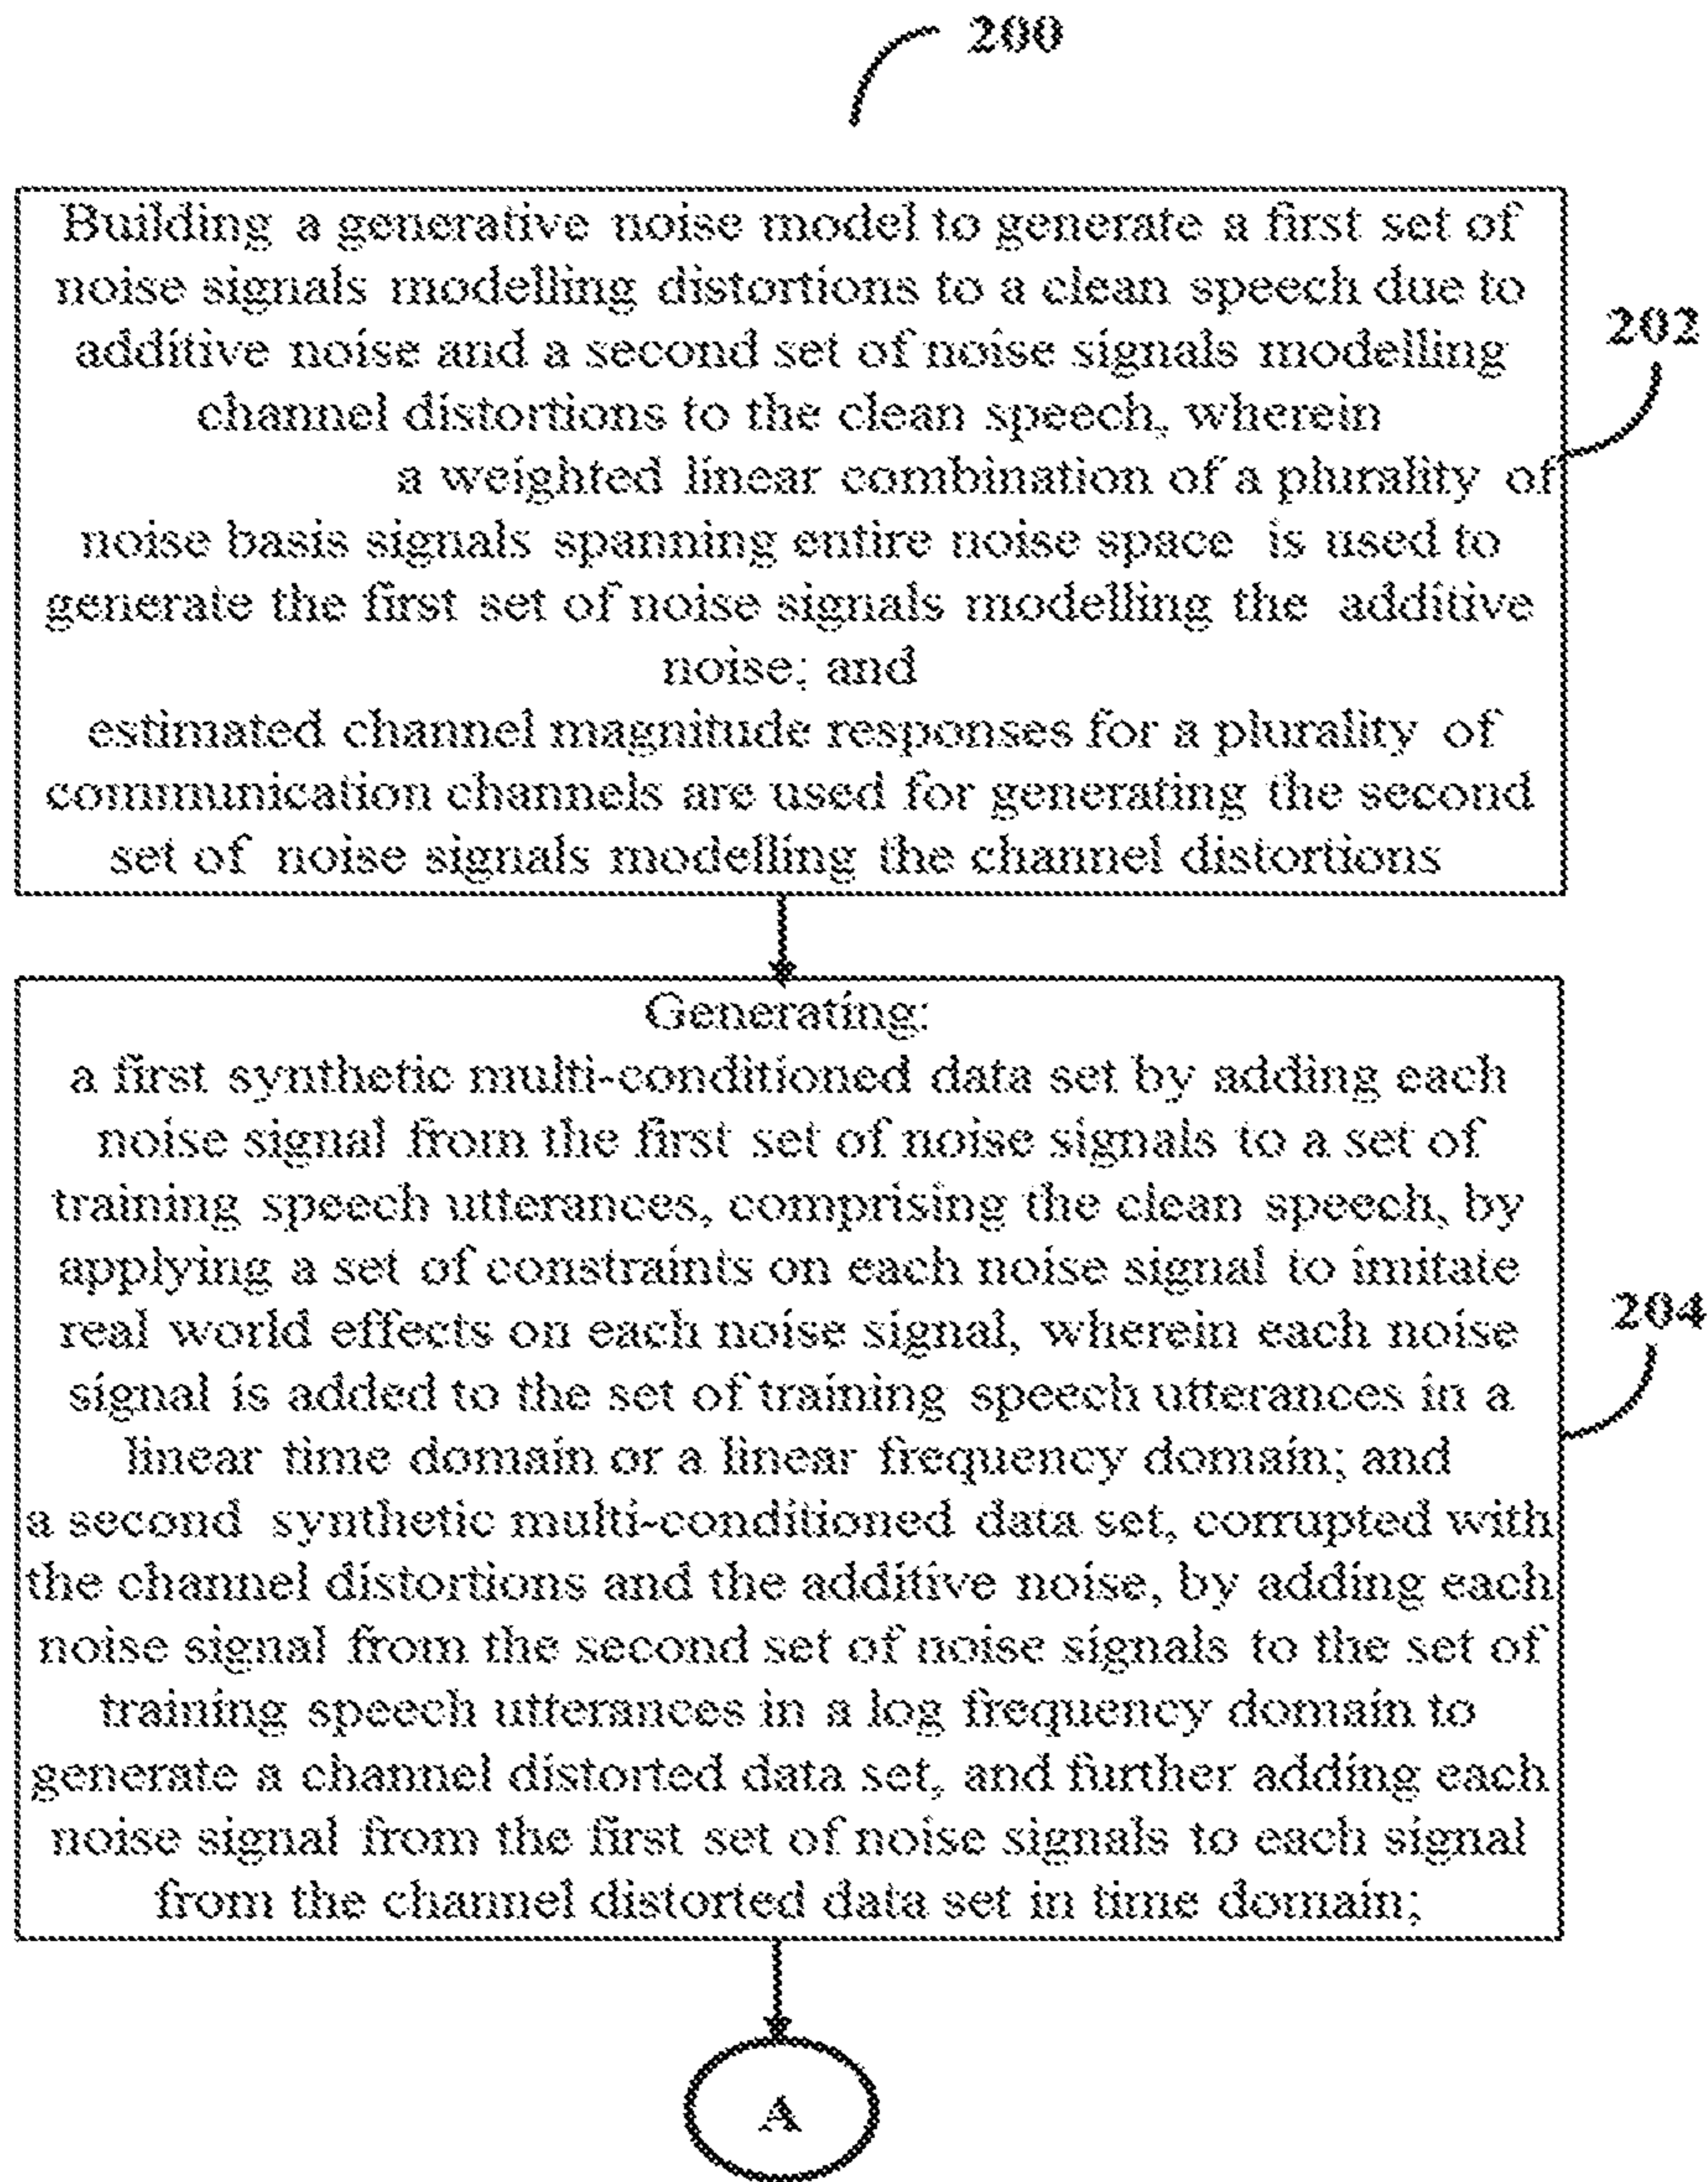 200
Building a generative noise model to generate a first set of
noise signals modelling distortions to a clean speech due to
additive noise and a second set of noise signals modelling
channel distortions to the clean speech, wherein
a weighted linear combination of a plurality of
noise basis signals spanning entire noise space is used to
generate the first set of noise signals modelling the additive
noise; and
estimated channel magnitude responses for a plurality of
communication channels are used for generating the second
set of noise signals modelling the channel distortions
202
Generating:
a first synthetic multi-conditioned data set by adding each
noise signal from the first set of noise signals to a set of
training speech utterances, comprising the clean speech, by
applying a set of constraints on each noise signal to imitate
real world effects on each noise signal, wherein each noise
signal is added to the set of training speech utterances in a
linear time domain or a linear frequency domain; and
a second synthetic multi-conditioned data set, corrupted with
the channel distortions and the additive noise, by adding each
noise signal from the second set of noise signals to the set of
training speech utterances in a log frequency domain to
generate a channel distorted data set, and further adding each
noise signal from the first set of noise signals to each signal
from the channel distorted data set in time domain;
204
A